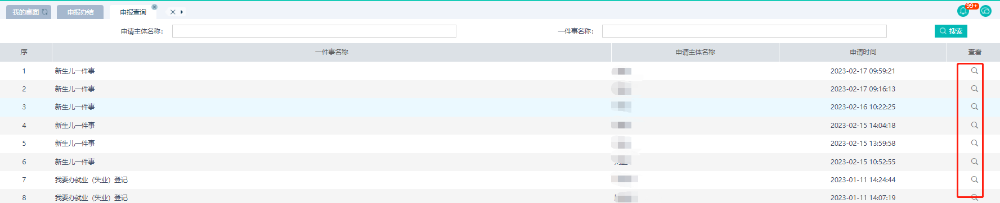 我的桌面 申报办结 申报查询 99+
申请主体名称： 一件事名称： 搜索
序 一件事名称 申请主体名称 申请时间 查看
1 新生儿一件事 2023-02-17 09:59:21
2 新生儿一件事 2023-02-17 09:16:13
3 新生儿一件事 2023-02-16 10:22:25
4 新生儿一件事 2023-02-15 14:04:18
5 新生儿一件事 2023-02-15 13:59:58
6 新生儿一件事 2023-02-15 10:52:55
7 我要办就业（失业）登记 2023-01-11 14:24:44
8 我要办就业（失业）登记 2023-01-11 14:07:19